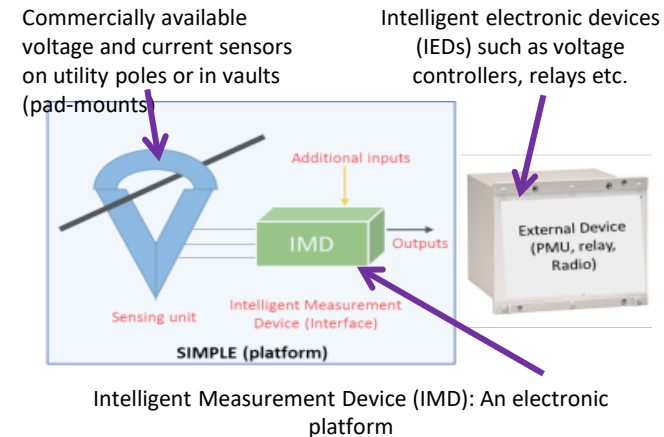 Commercially available
voltage and current sensors
on utility poles or in vaults
(pad-mounts)
Intelligent electronic devices
(IEDs) such as voltage
controllers, relays etc.
Additional inputs
IMD
Outputs
Sensing unit
Intelligent Measurement
Device (Interface)
SIMPLE (platform)
External Device
(PMU, relay,
Radio)
Intelligent Measurement Device (IMD): An electronic
platform